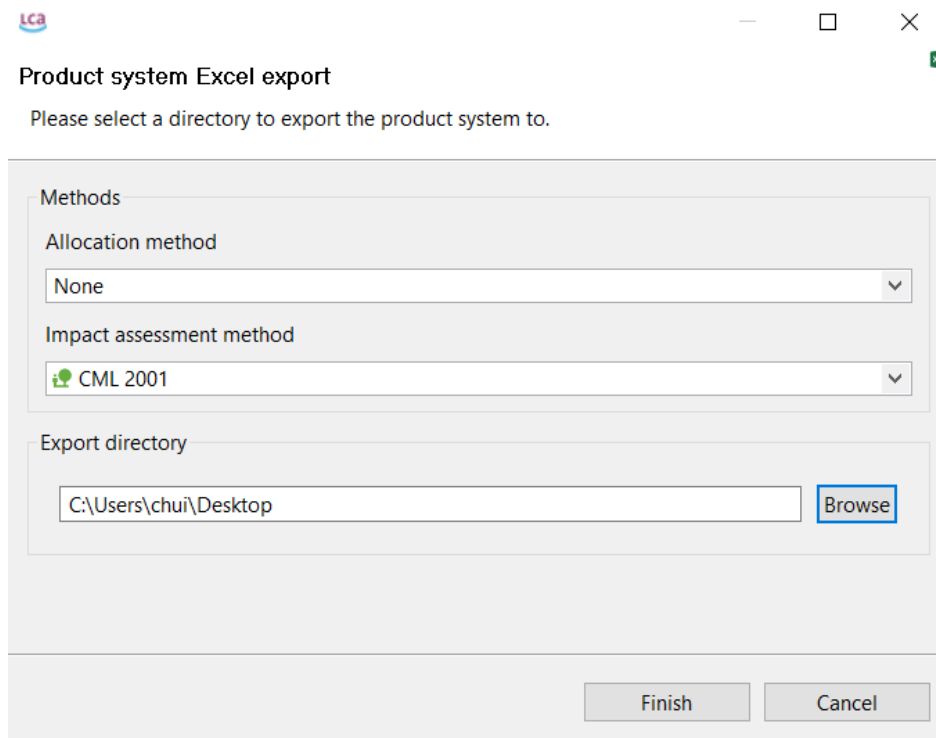 LCA
Product system Excel export
Please select a directory to export the product system to.
Methods
Allocation method
None
Impact assessment method
CML 2001
Export directory
C:\Users\chui\Desktop
Browse
Finish
Cancel